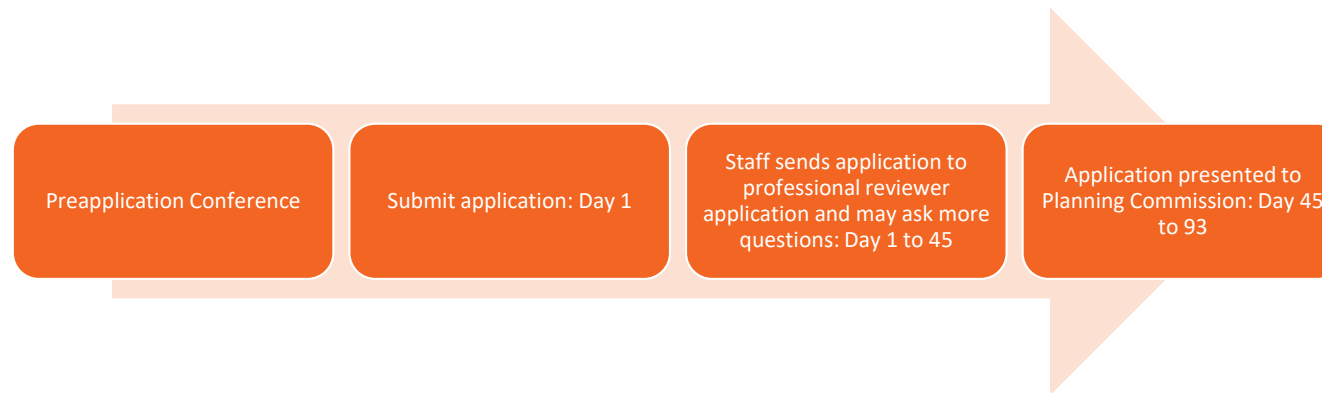 Preapplication Conference
Submit application: Day 1
Staff sends application to
professional reviewer
application and may ask more
questions: Day 1 to 45
Application presented to
Planning Commission: Day 45
to 93